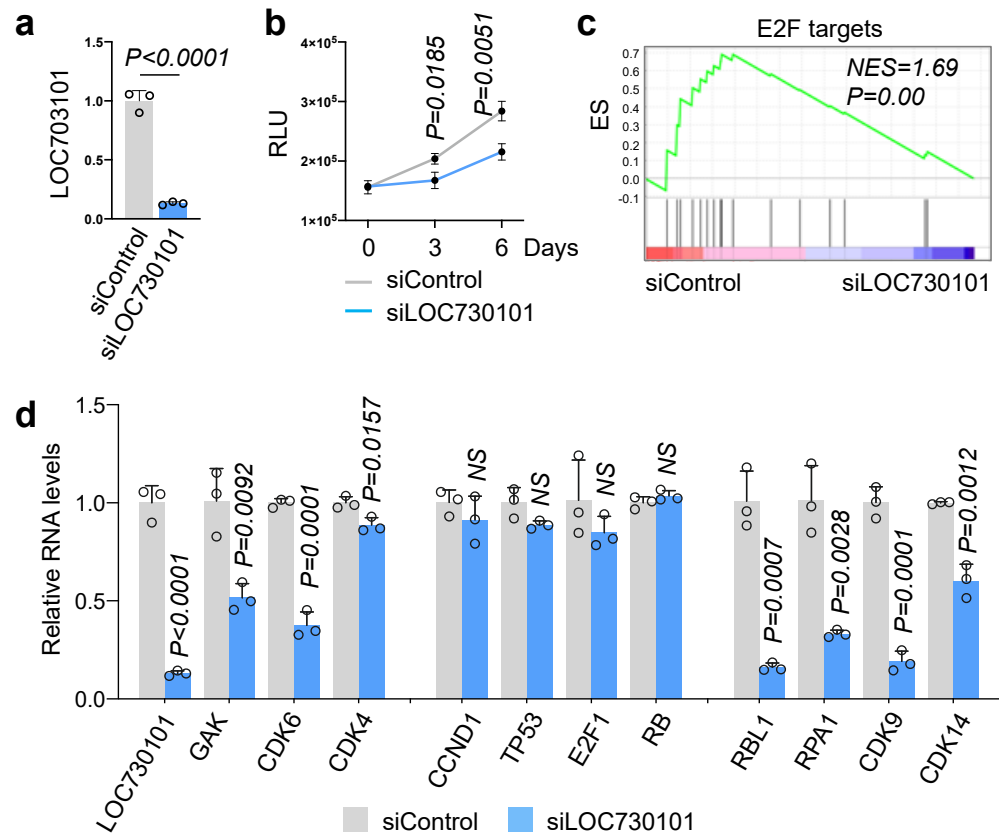 a
LOC703101
1.5
1.0
0.5
0.0
P<0.0001
siControl
siLOC730101
b
RLU
4×10⁵
3×10⁵
2×10⁵
1×10⁵
P=0.0185
P=0.0051
0 3 6 Days
siControl
siLOC730101
c
E2F targets
ES
0.7
0.6
0.5
0.4
0.3
0.2
0.1
0.0
-0.1
NES=1.69
P=0.00
siControl siLOC730101
d
Relative RNA levels
1.5
1.0
0.5
0.0
P<0.0001
P=0.0092
P=0.0001
P=0.0157
NS
NS
NS
NS
P=0.0007
P=0.0028
P=0.0001
P=0.0012
LOC730101
GAK
CDK6
CDK4
CCND1
TP53
E2F1
RB
RBL1
RPA1
CDK9
CDK14
siControl siLOC730101